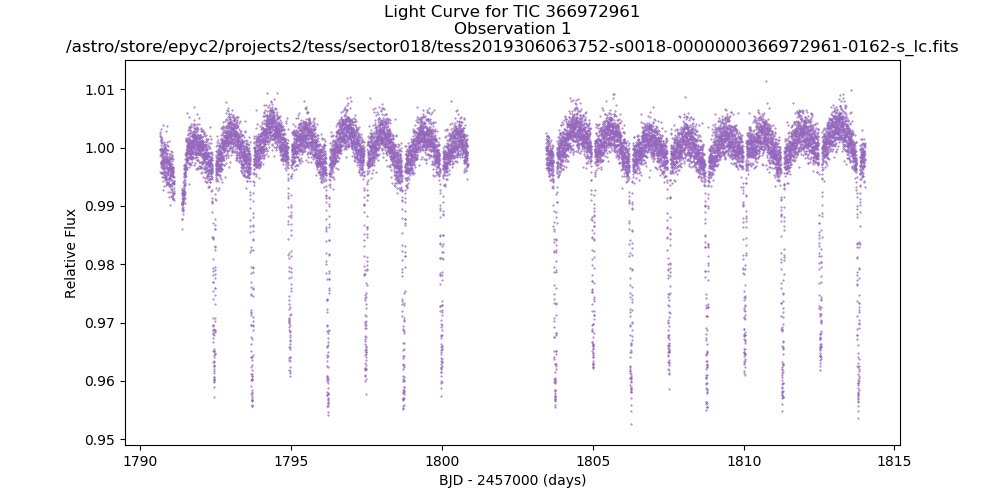 Light Curve for TIC 366972961
Observation 1
/astro/store/epyc2/projects2/tess/sector018/tess2019306063752-s0018-0000000366972961-0162-s_lc.fits
1.01
1.00
0.99
0.98
0.97
0.96
0.95
Relative Flux
1790
1795
1800
1805
1810
1815
BJD - 2457000 (days)